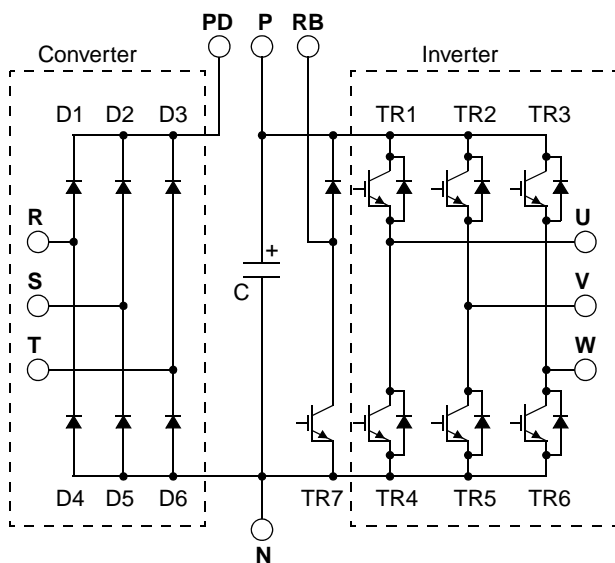 PD P RB
Converter Inverter
D1 D2 D3 TR1 TR2 TR3
R
U
+
S
C
V
T
W
D4 D5 D6 TR7 TR4 TR5 TR6
N